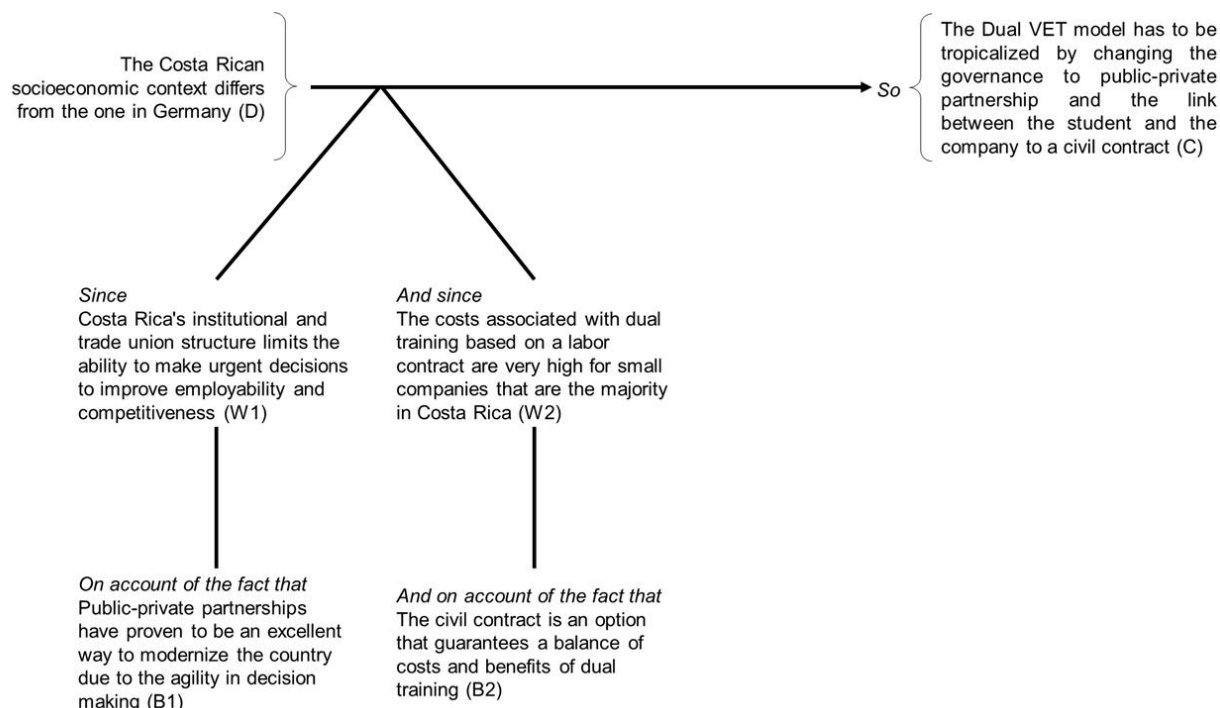 The Costa Rican
socioeconomic context differs
from the one in Germany (D)
So
The Dual VET model has to be
tropicalized by changing the
governance to public-private
partnership and the link
between the student and the
company to a civil contract (C)
Since
Costa Rica's institutional and
trade union structure limits the
ability to make urgent decisions
to improve employability and
competitiveness (W1)
And since
The costs associated with dual
training based on a labor
contract are very high for small
companies that are the majority
in Costa Rica (W2)
On account of the fact that
Public-private partnerships
have proven to be an excellent
way to modernize the country
due to the agility in decision
making (B1)
And on account of the fact that
The civil contract is an option
that guarantees a balance of
costs and benefits of dual
training (B2)